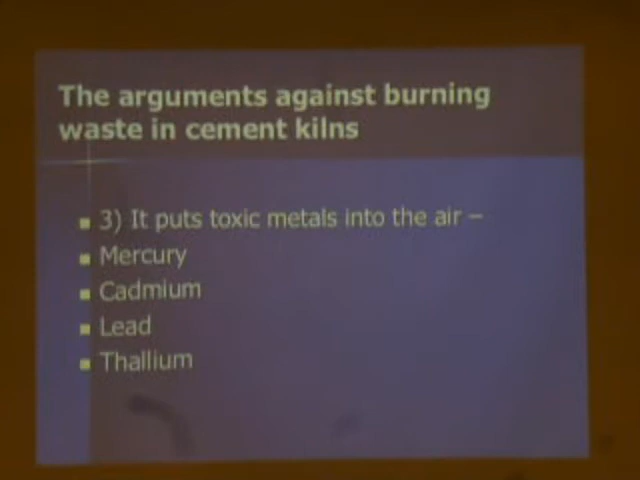 The arguments against burning
waste in cement kilns
3) It puts toxic metals into the air –
Mercury
Cadmium
Lead
Thallium